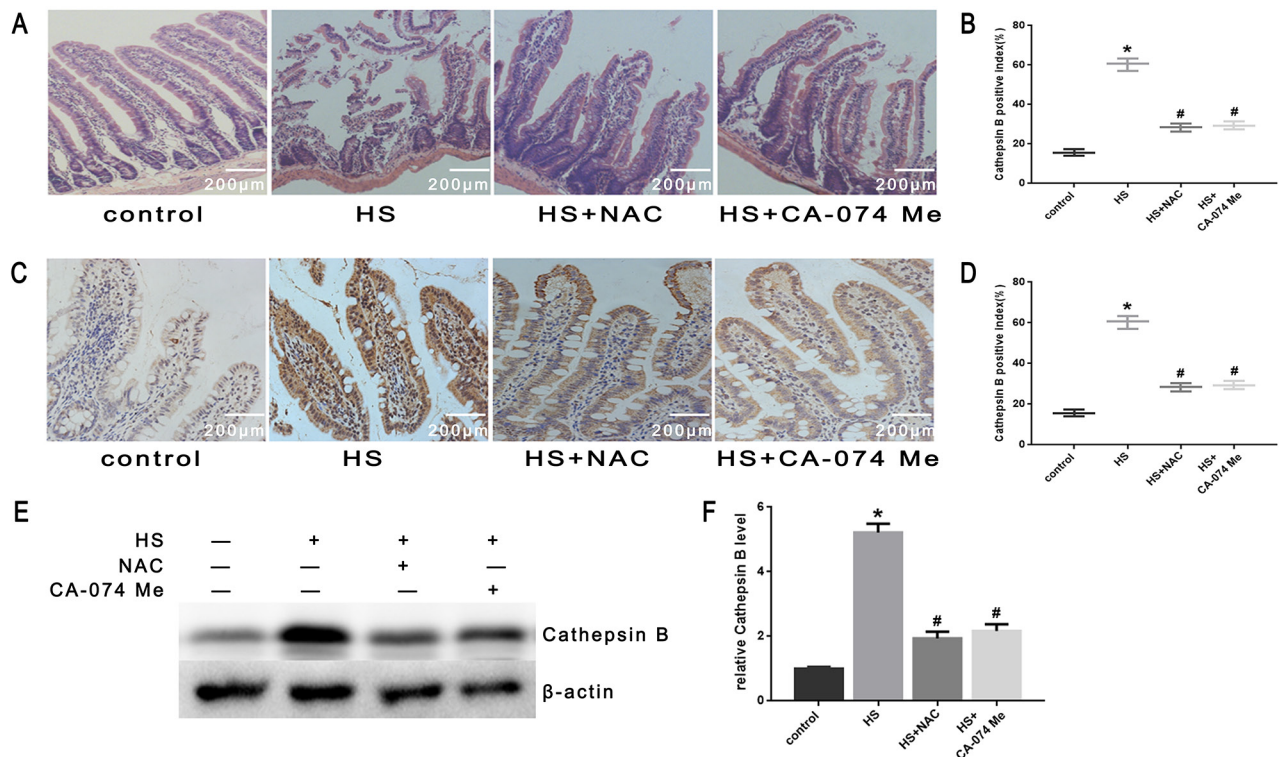 A
200μm
200μm
200μm
200μm
control
HS
HS+NAC
HS+CA-074 Me
B
Cathepsin B positive index(%)
80
60
40
20
0
*
#
#
control
HS
HS+NAC
HS+
CA-074 Me
C
200μm
200μm
200μm
200μm
control
HS
HS+NAC
HS+CA-074 Me
D
Cathepsin B positive index(%)
80
60
40
20
0
*
#
#
control
HS
HS+NAC
HS+
CA-074 Me
E
HS — + + +
NAC — — + —
CA-074 Me — — — +
Cathepsin B
β-actin
F
relative Cathepsin B level
6
4
2
0
*
#
#
control
HS
HS+NAC
HS+
CA-074 Me